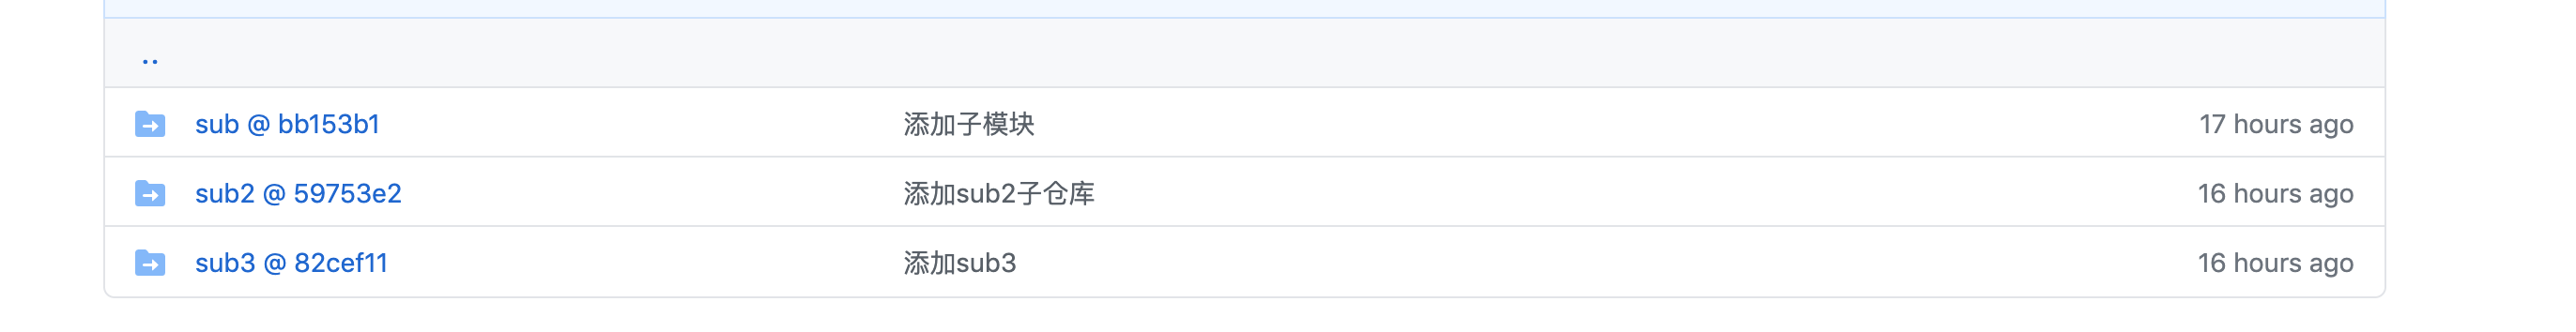 ..
sub @ bb153b1 添加子模块 17 hours ago
sub2 @ 59753e2 添加sub2子仓库 16 hours ago
sub3 @ 82cef11 添加sub3 16 hours ago